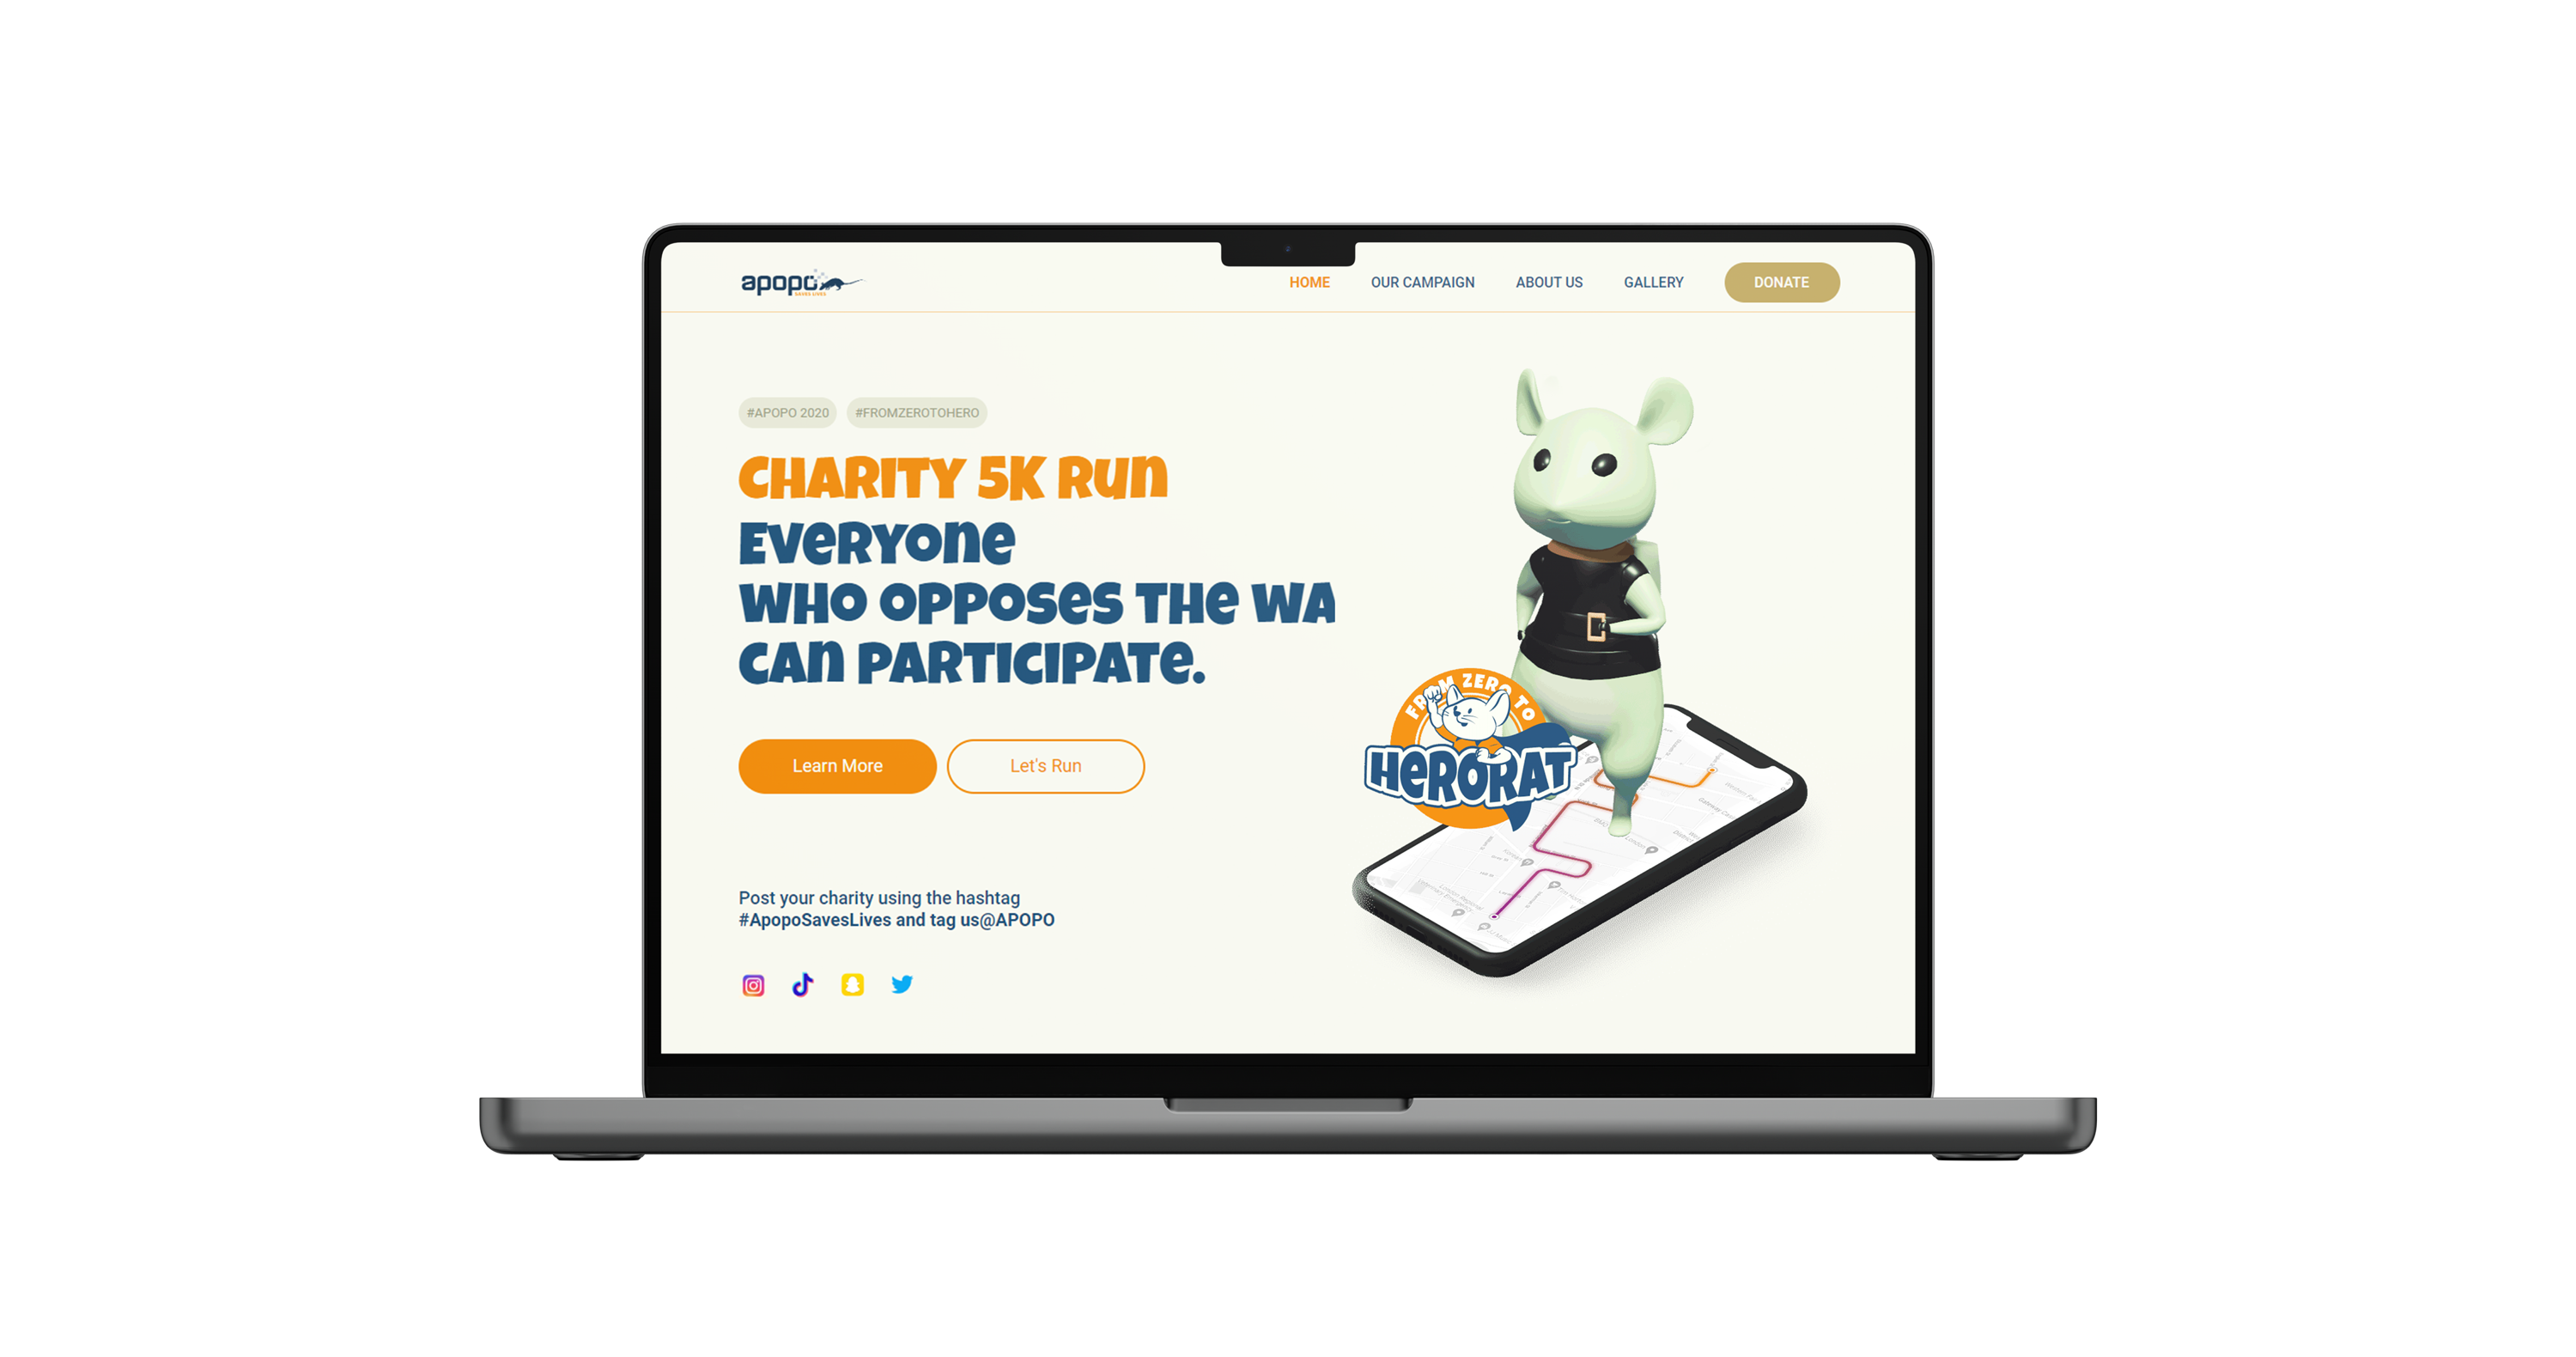 apopo
SAVES LIVES
HOME OUR CAMPAIGN ABOUT US GALLERY DONATE
#APOPO 2020 #FROMZEROTOHERO
CHARITY 5K RUN
EVERYONE
WHO OPPOSES THE WA
CAN PARTICIPATE.
FROM ZERO TO
HERORAT
Learn More Let's Run
Post your charity using the hashtag
#ApopoSavesLives and tag us@APOPO